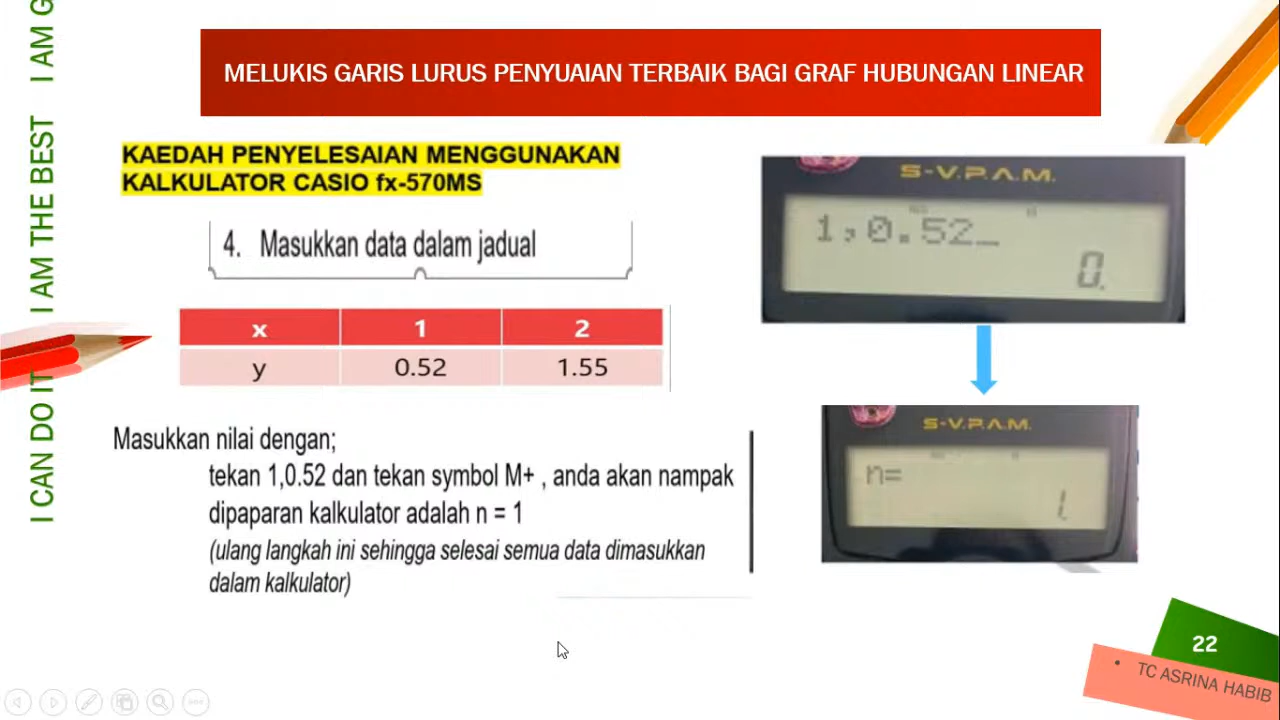 I CAN DO IT I AM THE BEST I AM G
MELUKIS GARIS LURUS PENYUAIAN TERBAIK BAGI GRAF HUBUNGAN LINEAR
KAEDAH PENYELESAIAN MENGGUNAKAN
KALKULATOR CASIO fx-570MS
4. Masukkan data dalam jadual
x 1 2
y 0.52 1.55
Masukkan nilai dengan;
tekan 1,0.52 dan tekan symbol M+ , anda akan nampak
dipaparan kalkulator adalah n = 1
(ulang langkah ini sehingga selesai semua data dimasukkan
dalam kalkulator)
S-V.P.A.M.
1,0.52_
0.
S-V.P.A.M.
n=
1
22
• TC ASRINA HABIB